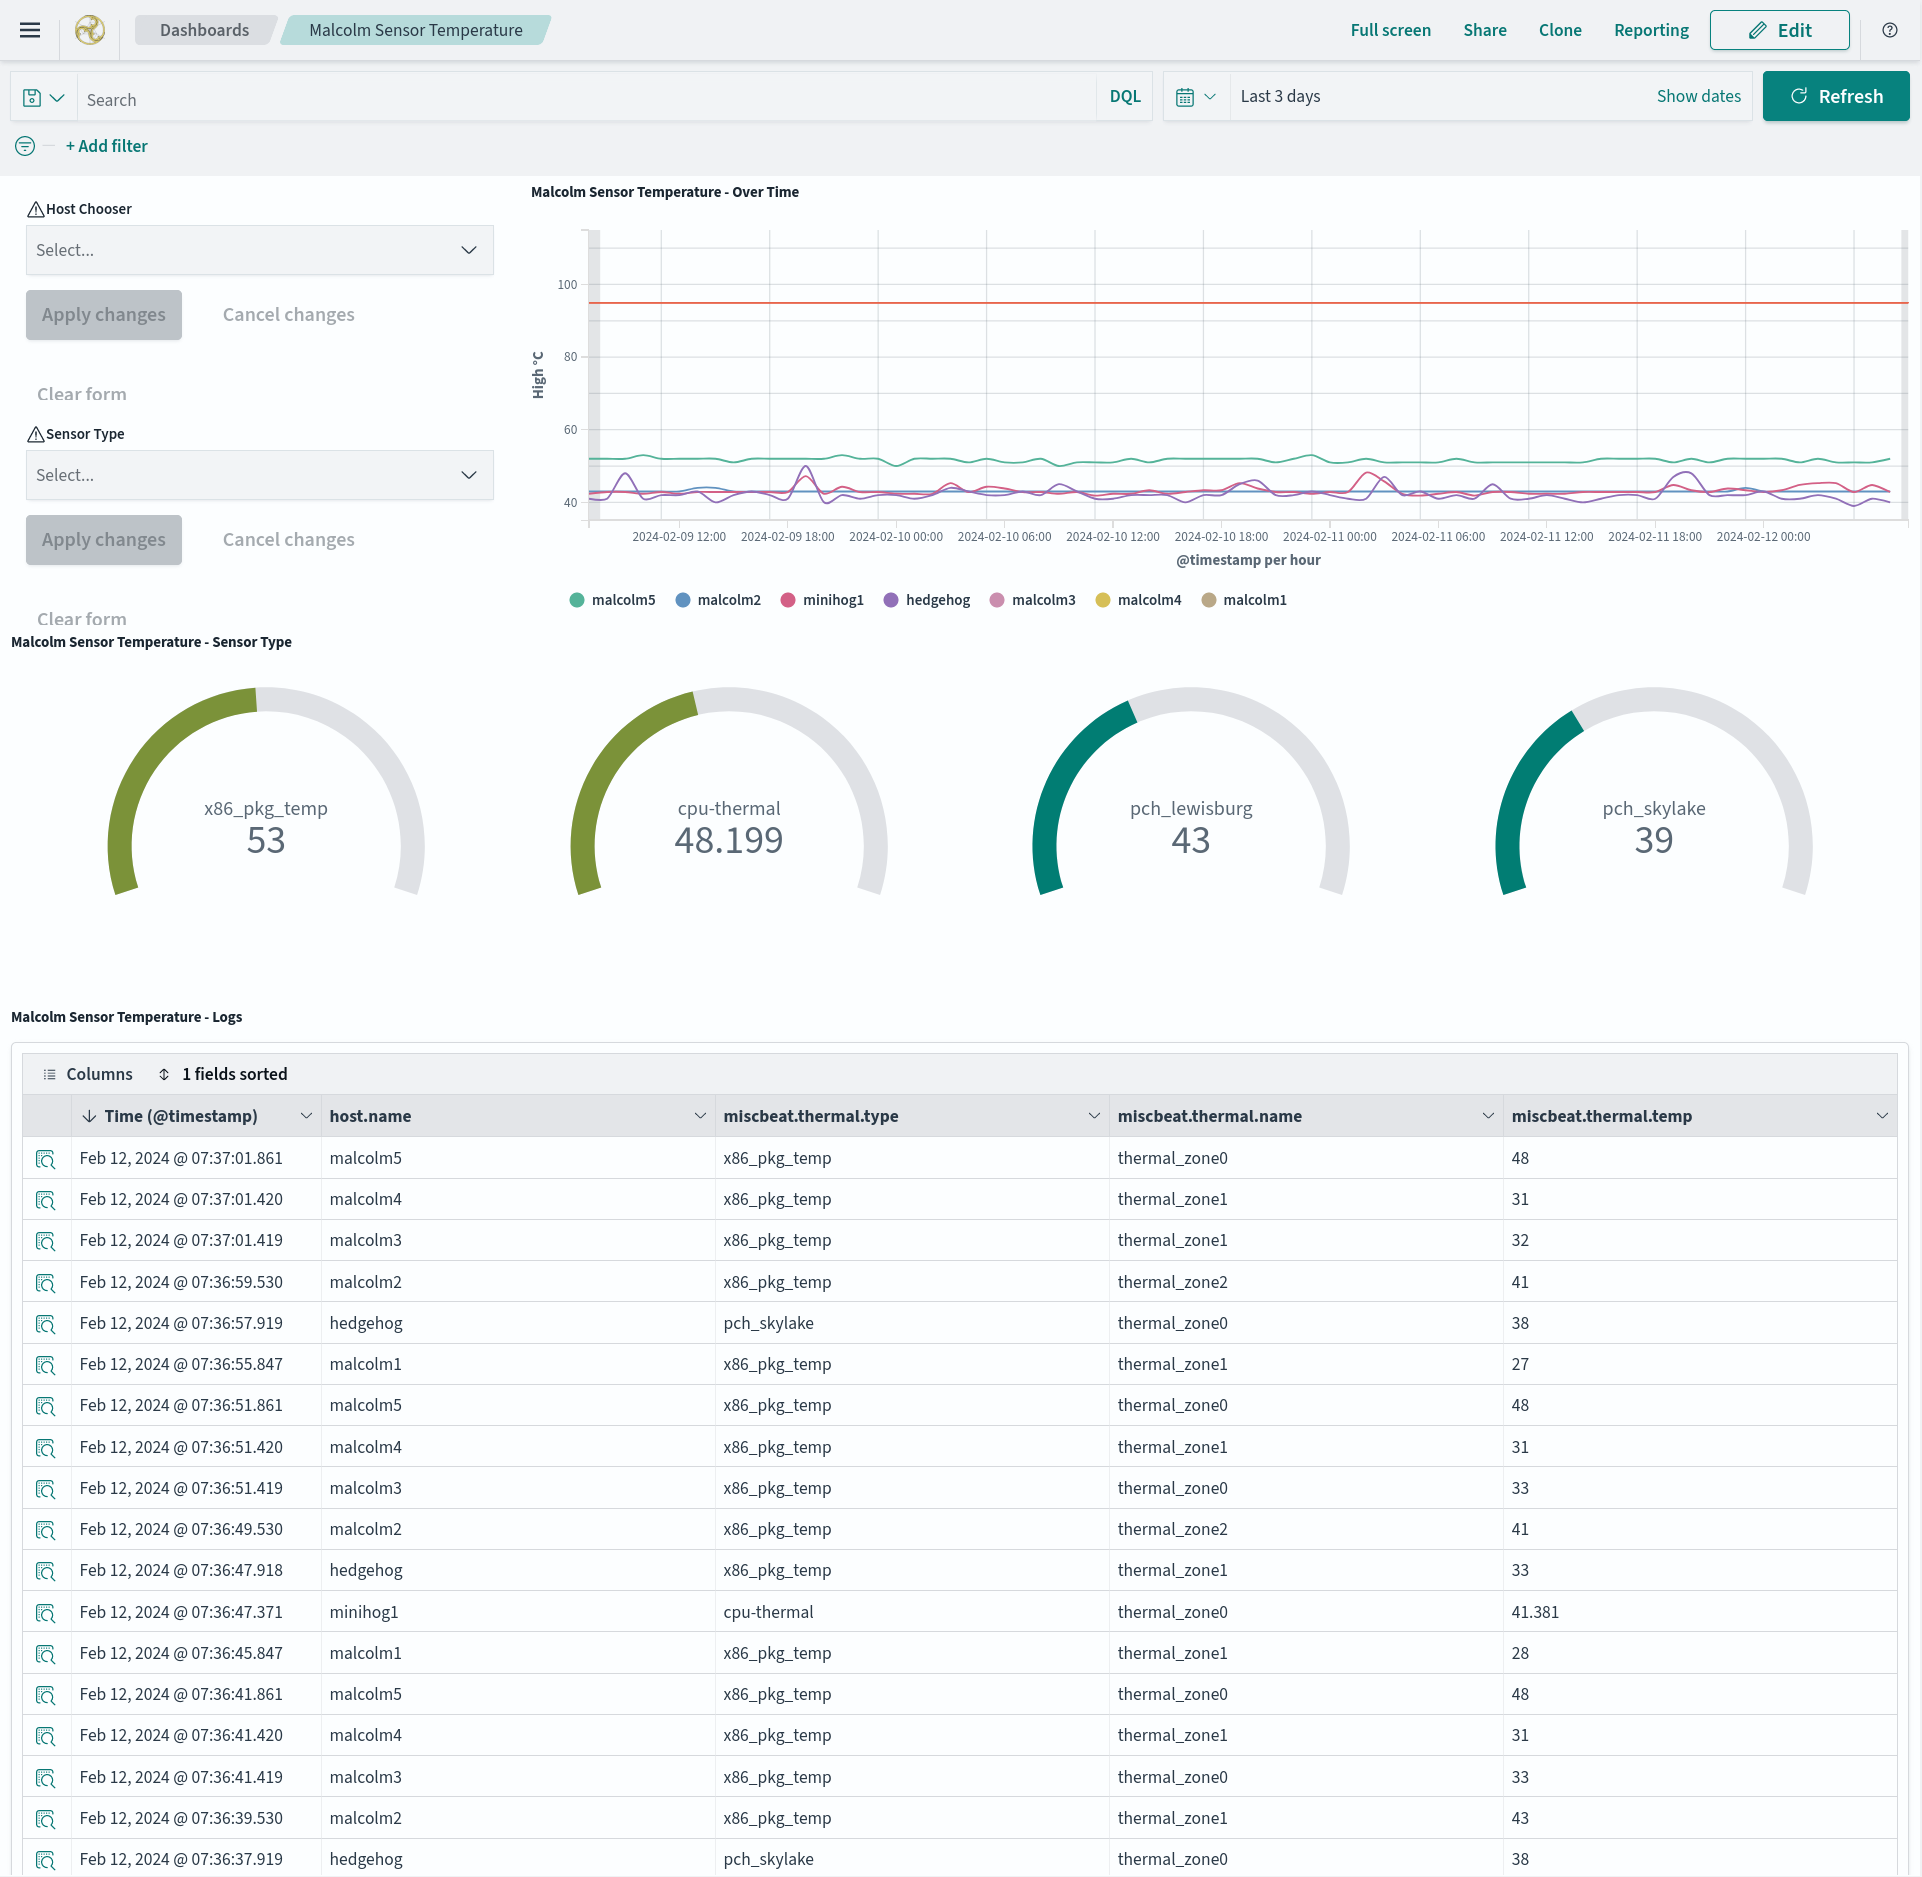 Dashboards Malcolm Sensor Temperature Full screen Share Clone Reporting Edit
Search DQL Last 3 days Show dates Refresh
+ Add filter
Host Chooser
Select...
Apply changes Cancel changes
Clear form
Sensor Type
Select...
Apply changes Cancel changes
Clear form
Malcolm Sensor Temperature - Over Time
High °C
100
80
60
40
2024-02-09 12:00 2024-02-09 18:00 2024-02-10 00:00 2024-02-10 06:00 2024-02-10 12:00 2024-02-10 18:00 2024-02-11 00:00 2024-02-11 06:00 2024-02-11 12:00 2024-02-11 18:00 2024-02-12 00:00
@timestamp per hour
malcolm5 malcolm2 minihog1 hedgehog malcolm3 malcolm4 malcolm1
Malcolm Sensor Temperature - Sensor Type
x86_pkg_temp cpu-thermal pch_lewisburg pch_skylake
53 48.199 43 39
Malcolm Sensor Temperature - Logs
Columns 1 fields sorted
Time (@timestamp) host.name miscbeat.thermal.type miscbeat.thermal.name miscbeat.thermal.temp
Feb 12, 2024 @ 07:37:01.861 malcolm5 x86_pkg_temp thermal_zone0 48
Feb 12, 2024 @ 07:37:01.420 malcolm4 x86_pkg_temp thermal_zone1 31
Feb 12, 2024 @ 07:37:01.419 malcolm3 x86_pkg_temp thermal_zone1 32
Feb 12, 2024 @ 07:36:59.530 malcolm2 x86_pkg_temp thermal_zone2 41
Feb 12, 2024 @ 07:36:57.919 hedgehog pch_skylake thermal_zone0 38
Feb 12, 2024 @ 07:36:55.847 malcolm1 x86_pkg_temp thermal_zone1 27
Feb 12, 2024 @ 07:36:51.861 malcolm5 x86_pkg_temp thermal_zone0 48
Feb 12, 2024 @ 07:36:51.420 malcolm4 x86_pkg_temp thermal_zone1 31
Feb 12, 2024 @ 07:36:51.419 malcolm3 x86_pkg_temp thermal_zone0 33
Feb 12, 2024 @ 07:36:49.530 malcolm2 x86_pkg_temp thermal_zone2 41
Feb 12, 2024 @ 07:36:47.918 hedgehog x86_pkg_temp thermal_zone1 33
Feb 12, 2024 @ 07:36:47.371 minihog1 cpu-thermal thermal_zone0 41.381
Feb 12, 2024 @ 07:36:45.847 malcolm1 x86_pkg_temp thermal_zone1 28
Feb 12, 2024 @ 07:36:41.861 malcolm5 x86_pkg_temp thermal_zone0 48
Feb 12, 2024 @ 07:36:41.420 malcolm4 x86_pkg_temp thermal_zone1 31
Feb 12, 2024 @ 07:36:41.419 malcolm3 x86_pkg_temp thermal_zone0 33
Feb 12, 2024 @ 07:36:39.530 malcolm2 x86_pkg_temp thermal_zone1 43
Feb 12, 2024 @ 07:36:37.919 hedgehog pch_skylake thermal_zone0 38